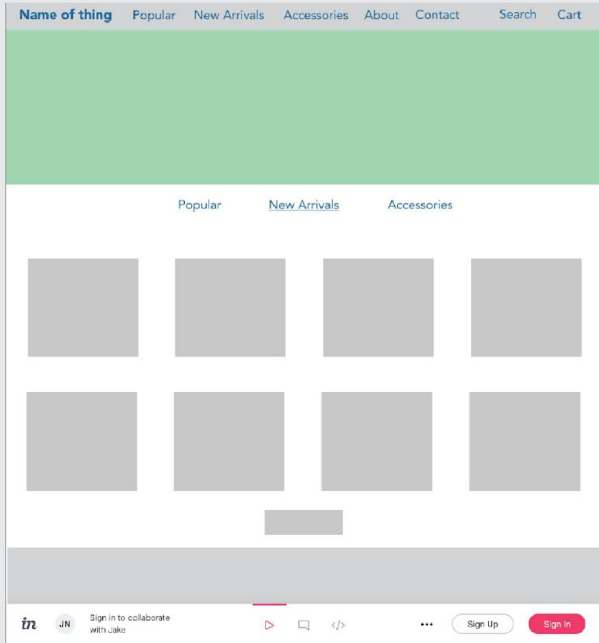 Name of thing Popular New Arrivals Accessories About Contact Search Cart
Popular New Arrivals Accessories
in JN Sign in to collaborate </> ... Sign Up Sign In
with Jake